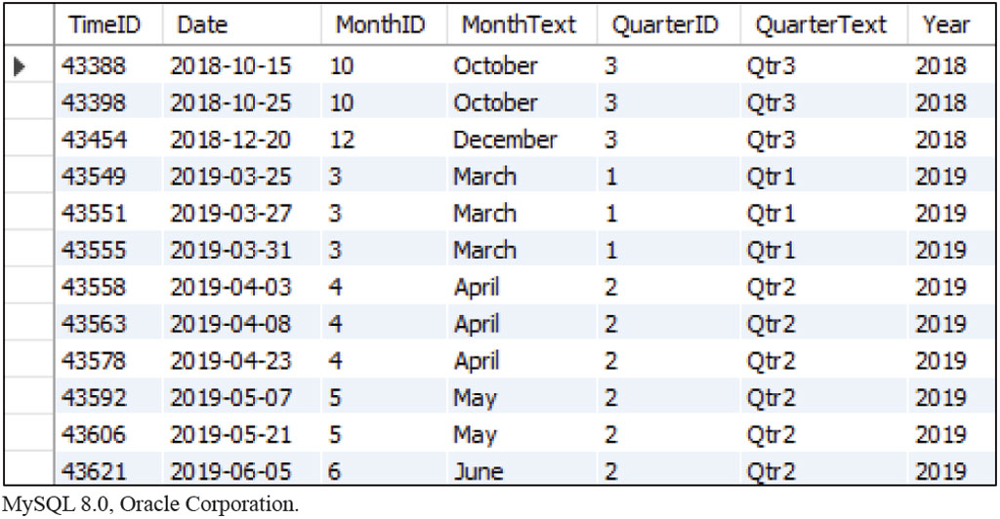 TimeID Date MonthID MonthText QuarterID QuarterText Year
43388 2018-10-15 10 October 3 Qtr3 2018
43398 2018-10-25 10 October 3 Qtr3 2018
43454 2018-12-20 12 December 3 Qtr3 2018
43549 2019-03-25 3 March 1 Qtr1 2019
43551 2019-03-27 3 March 1 Qtr1 2019
43555 2019-03-31 3 March 1 Qtr1 2019
43558 2019-04-03 4 April 2 Qtr2 2019
43563 2019-04-08 4 April 2 Qtr2 2019
43578 2019-04-23 4 April 2 Qtr2 2019
43592 2019-05-07 5 May 2 Qtr2 2019
43606 2019-05-21 5 May 2 Qtr2 2019
43621 2019-06-05 6 June 2 Qtr2 2019
MySQL 8.0, Oracle Corporation.